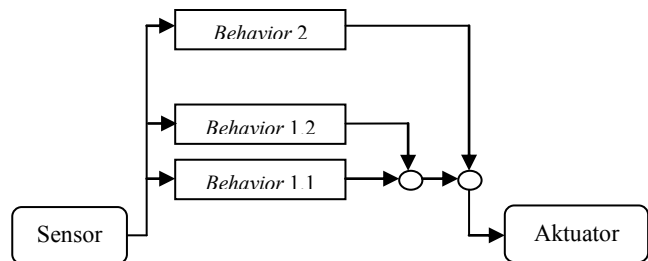 Behavior 2
Behavior 1.2
Behavior 1.1
Sensor
Aktuator